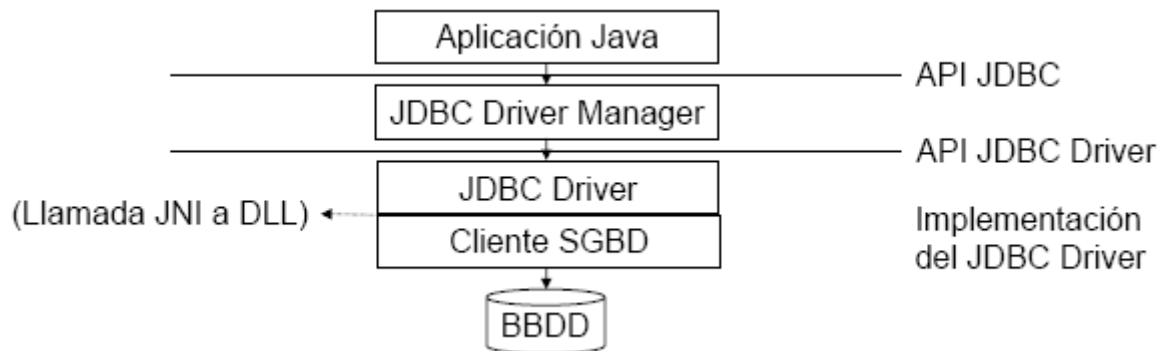 Aplicación Java
API JDBC
JDBC Driver Manager
API JDBC Driver
JDBC Driver
(Llamada JNI a DLL)
Cliente SGBD
Implementación
del JDBC Driver
BBDD